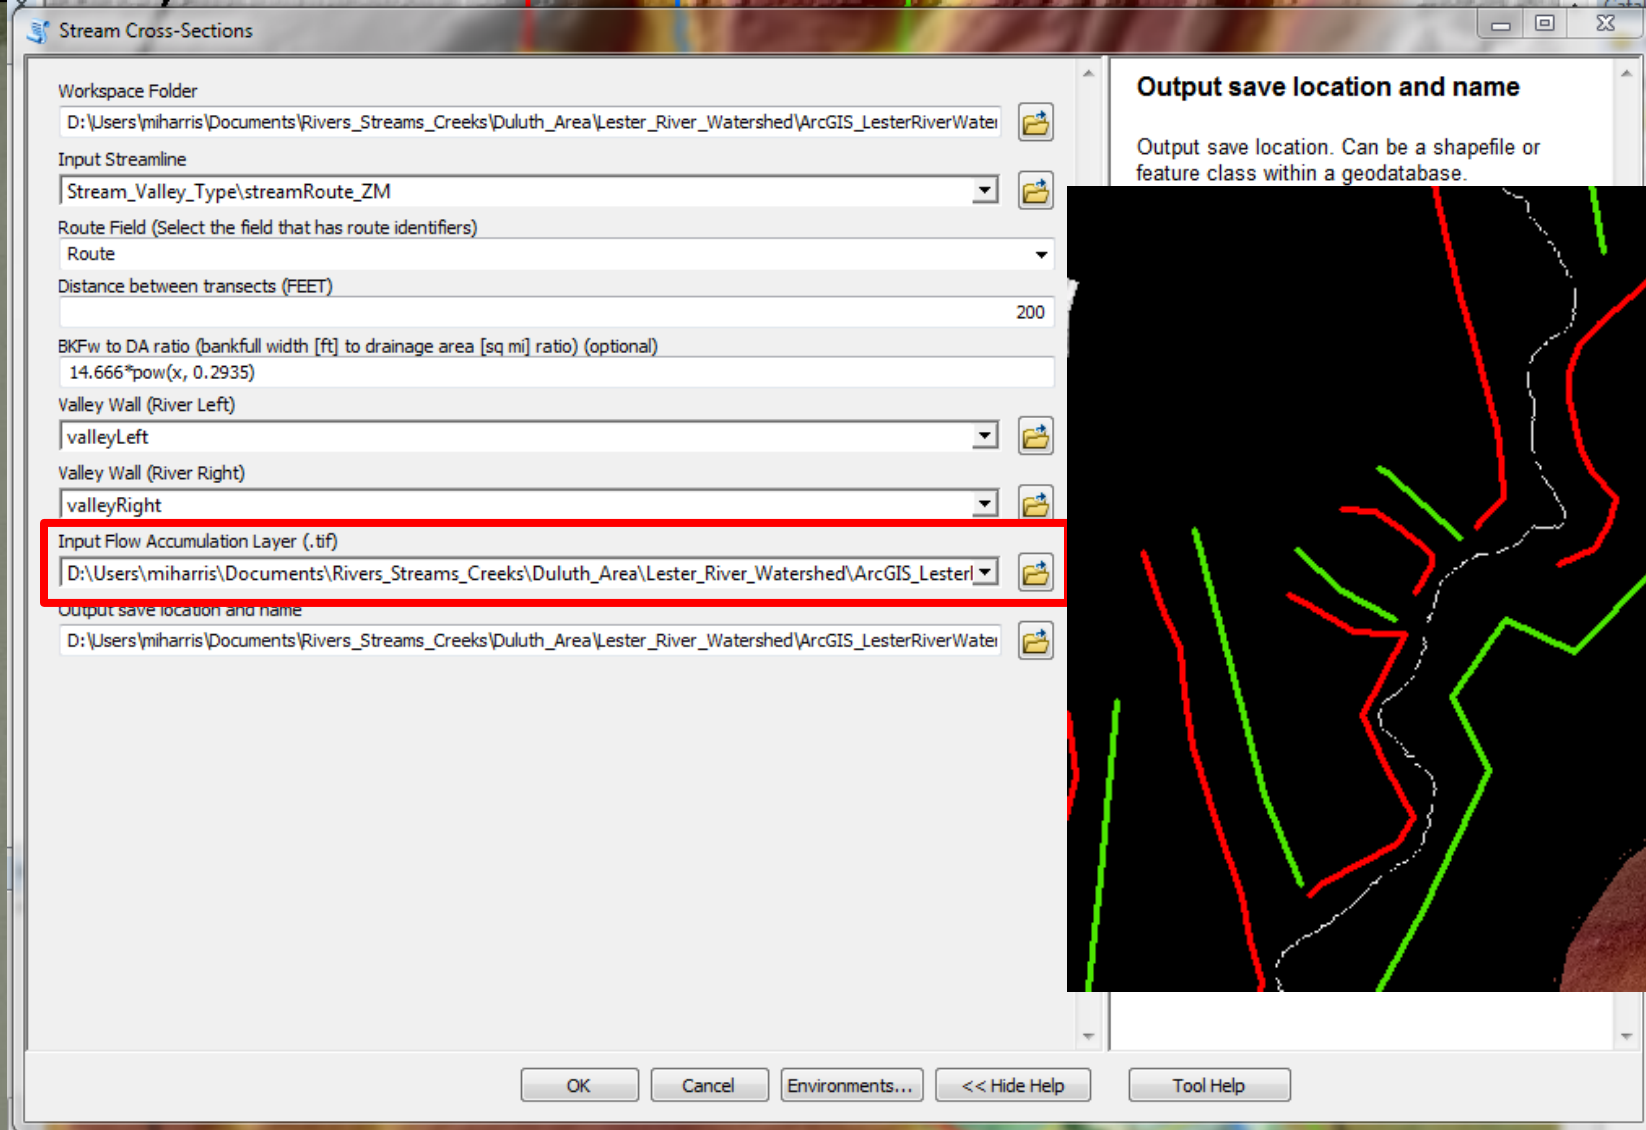 Stream Cross-Sections
Workspace Folder
D:\Users\miharris\Documents\Rivers_Streams_Creeks\Duluth_Area\Lester_River_Watershed\ArcGIS_LesterRiverWater
Input Streamline
Stream_Valley_Type\streamRoute_ZM
Route Field (Select the field that has route identifiers)
Route
Distance between transects (FEET)
200
BKFw to DA ratio (bankfull width [ft] to drainage area [sq mi] ratio) (optional)
14.666*pow(x, 0.2935)
Valley Wall (River Left)
valleyLeft
Valley Wall (River Right)
valleyRight
Input Flow Accumulation Layer (.tif)
D:\Users\miharris\Documents\Rivers_Streams_Creeks\Duluth_Area\Lester_River_Watershed\ArcGIS_Lester
Output save location and name
D:\Users\miharris\Documents\Rivers_Streams_Creeks\Duluth_Area\Lester_River_Watershed\ArcGIS_LesterRiverWater
Output save location and name
Output save location. Can be a shapefile or
feature class within a geodatabase.
OK
Cancel
Environments...
<< Hide Help
Tool Help